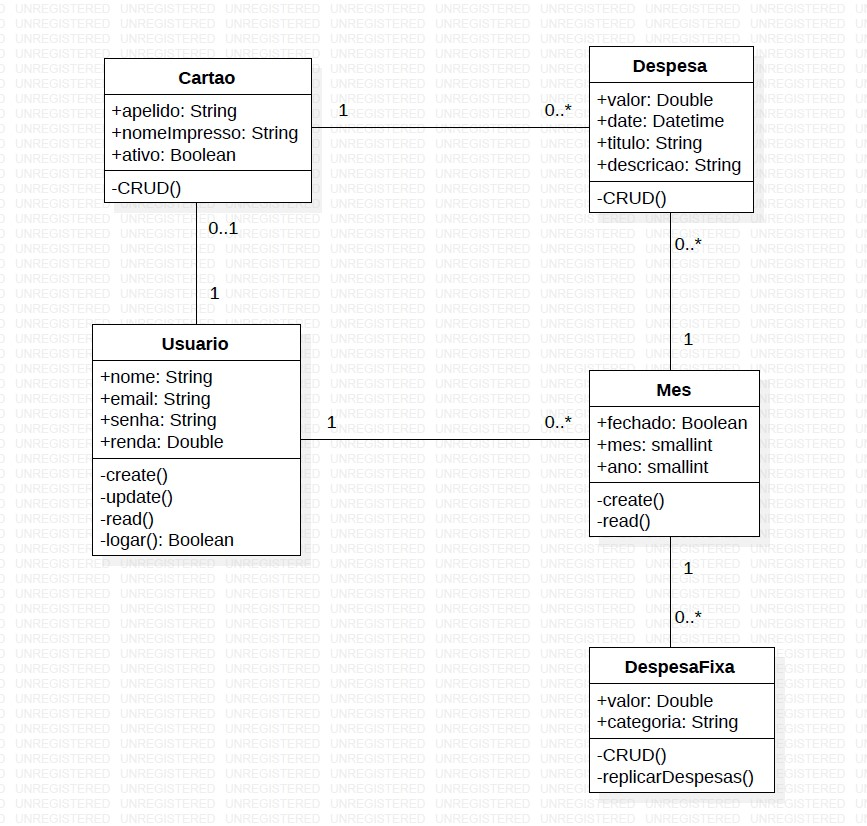 Cartao
+apelido: String
+nomeImpresso: String
+ativo: Boolean
-CRUD()
1
0..*
Despesa
+valor: Double
+date: Datetime
+titulo: String
+descricao: String
-CRUD()
0..1
1
0..*
1
Usuario
+nome: String
+email: String
+senha: String
+renda: Double
-create()
-update()
-read()
-logar(): Boolean
1
0..*
Mes
+fechado: Boolean
+mes: smallint
+ano: smallint
-create()
-read()
1
0..*
DespesaFixa
+valor: Double
+categoria: String
-CRUD()
-replicarDespesas()
UNREGISTERED